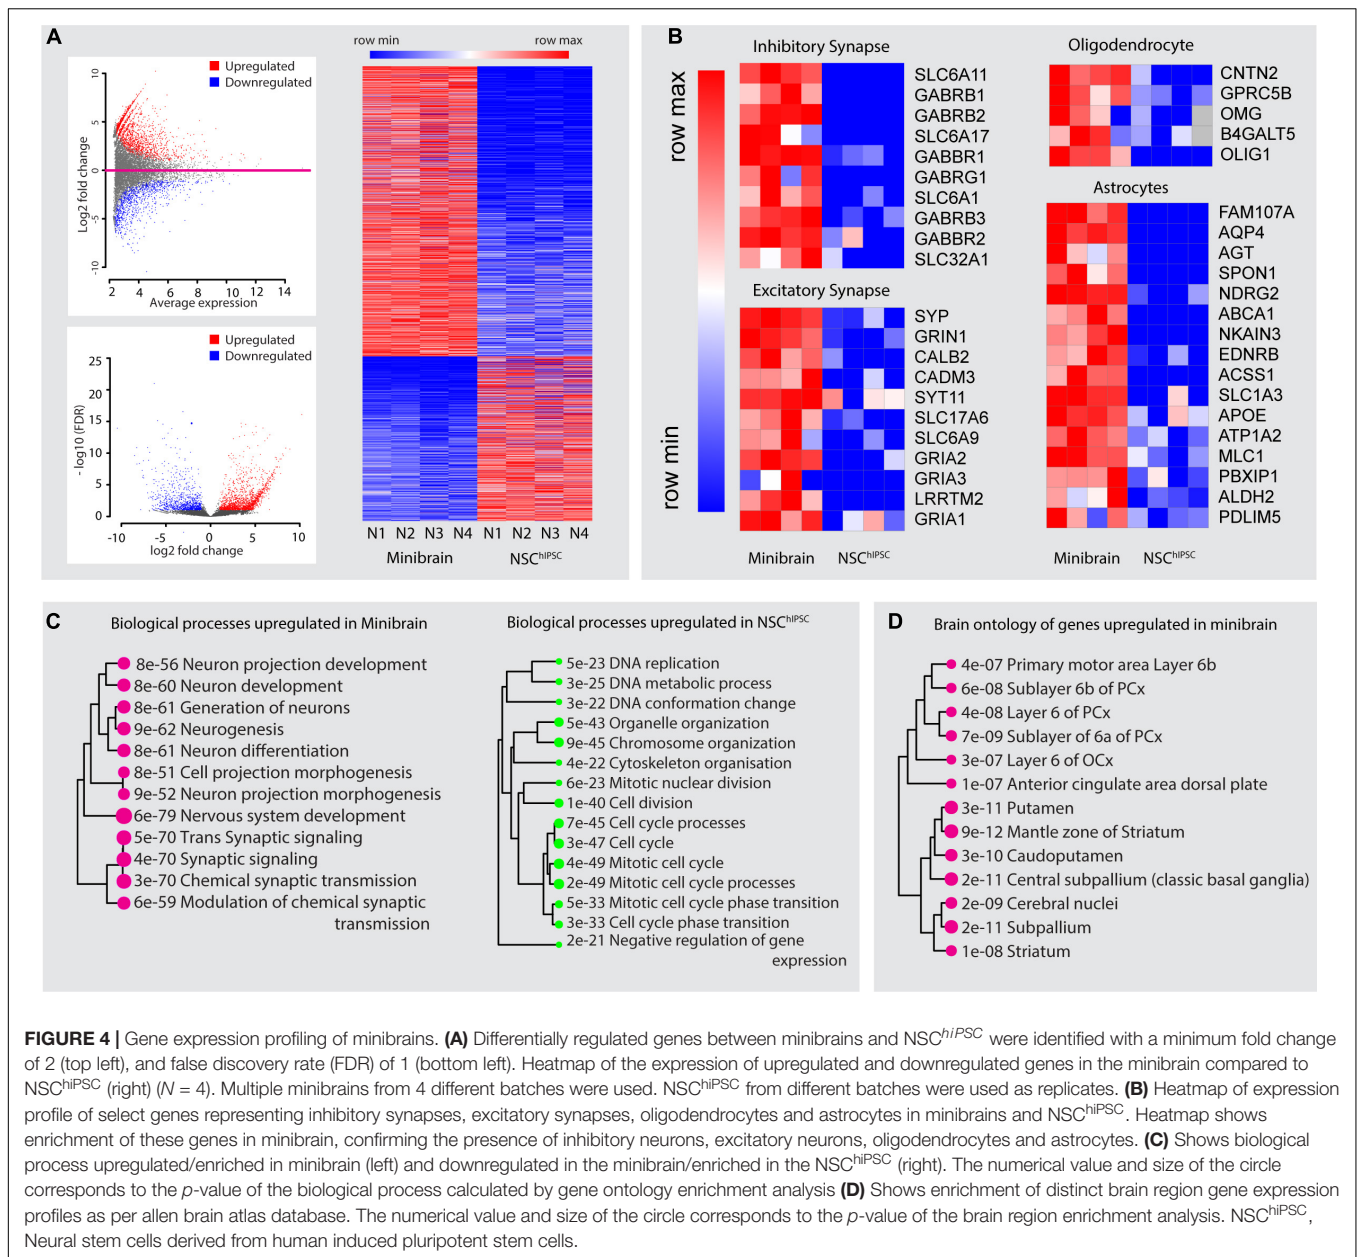 A
row min
row max
Upregulated
Downregulated
10
5
0
-5
-10
Log2 fold change
2 4 6 8 10 12 14
Average expression
Upregulated
Downregulated
25
20
15
10
5
0
- log10 (FDR)
-10 -5 0 5 10
log2 fold change
N1 N2 N3 N4 N1 N2 N3 N4
Minibrain NSChIPSC
B
row max
row min
Inhibitory Synapse
SLC6A11
GABRB1
GABRB2
SLC6A17
GABBR1
GABRG1
SLC6A1
GABRB3
GABBR2
SLC32A1
Excitatory Synapse
SYP
GRIN1
CALB2
CADM3
SYT11
SLC17A6
SLC6A9
GRIA2
GRIA3
LRRTM2
GRIA1
Minibrain NSChIPSC
Oligodendrocyte
CNTN2
GPRC5B
OMG
B4GALT5
OLIG1
Astrocytes
FAM107A
AQP4
AGT
SPON1
NDRG2
ABCA1
NKAIN3
EDNRB
ACSS1
SLC1A3
APOE
ATP1A2
MLC1
PBXIP1
ALDH2
PDLIM5
Minibrain NSChIPSC
C
Biological processes upregulated in Minibrain
8e-56 Neuron projection development
8e-60 Neuron development
8e-61 Generation of neurons
9e-62 Neurogenesis
8e-61 Neuron differentiation
8e-51 Cell projection morphogenesis
9e-52 Neuron projection morphogenesis
6e-79 Nervous system development
5e-70 Trans Synaptic signaling
4e-70 Synaptic signaling
3e-70 Chemical synaptic transmission
6e-59 Modulation of chemical synaptic
transmission
Biological processes upregulated in NSChIPSC
5e-23 DNA replication
3e-25 DNA metabolic process
3e-22 DNA conformation change
5e-43 Organelle organization
9e-45 Chromosome organization
4e-22 Cytoskeleton organisation
6e-23 Mitotic nuclear division
1e-40 Cell division
7e-45 Cell cycle processes
3e-47 Cell cycle
4e-49 Mitotic cell cycle
2e-49 Mitotic cell cycle processes
5e-33 Mitotic cell cycle phase transition
3e-33 Cell cycle phase transition
2e-21 Negative regulation of gene
expression
D
Brain ontology of genes upregulated in minibrain
4e-07 Primary motor area Layer 6b
6e-08 Sublayer 6b of PCx
4e-08 Layer 6 of PCx
7e-09 Sublayer of 6a of PCx
3e-07 Layer 6 of OCx
1e-07 Anterior cingulate area dorsal plate
3e-11 Putamen
9e-12 Mantle zone of Striatum
3e-10 Caudoputamen
2e-11 Central subpallium (classic basal ganglia)
2e-09 Cerebral nuclei
2e-11 Subpallium
1e-08 Striatum
FIGURE 4 | Gene expression profiling of minibrains. (A) Differentially regulated genes between minibrains and NSChiPSC were identified with a minimum fold change
of 2 (top left), and false discovery rate (FDR) of 1 (bottom left). Heatmap of the expression of upregulated and downregulated genes in the minibrain compared to
NSChiPSC (right) (N = 4). Multiple minibrains from 4 different batches were used. NSChiPSC from different batches were used as replicates. (B) Heatmap of expression
profile of select genes representing inhibitory synapses, excitatory synapses, oligodendrocytes and astrocytes in minibrains and NSChiPSC. Heatmap shows
enrichment of these genes in minibrain, confirming the presence of inhibitory neurons, excitatory neurons, oligodendrocytes and astrocytes. (C) Shows biological
process upregulated/enriched in minibrain (left) and downregulated in the minibrain/enriched in the NSChiPSC (right). The numerical value and size of the circle
corresponds to the p-value of the biological process calculated by gene ontology enrichment analysis (D) Shows enrichment of distinct brain region gene expression
profiles as per allen brain atlas database. The numerical value and size of the circle corresponds to the p-value of the brain region enrichment analysis. NSChiPSC,
Neural stem cells derived from human induced pluripotent stem cells.